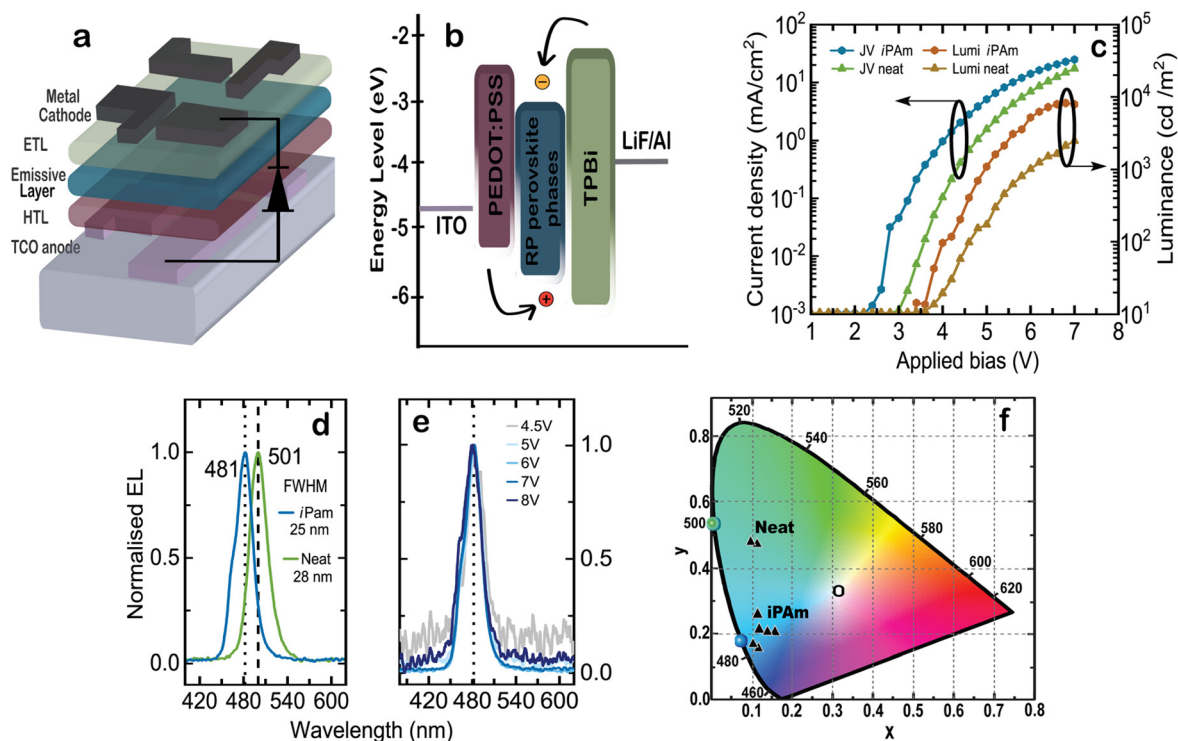 a
Metal
Cathode
ETL
Emissive
Layer
HTL
TCO anode
b
Energy Level (eV)
-2
-3
-4
-5
-6
ITO
PEDOT:PSS
−
RP perovskite
phases
+
TPBi
LiF/Al
c
Current density (mA/cm²)
10²
10¹
10⁰
10⁻¹
10⁻²
10⁻³
JV iPAm
JV neat
Lumi iPAm
Lumi neat
10⁵
10⁴
10³
10²
10¹
Luminance (cd /m²)
1 2 3 4 5 6 7 8
Applied bias (V)
d
Normalised EL
1.0
0.5
0.0
481
501
FWHM
iPam
25 nm
Neat
28 nm
420 480 540 600
e
4.5V
5V
6V
7V
8V
1.0
0.5
0.0
420 480 540 600
Wavelength (nm)
f
y
0.8
0.6
0.4
0.2
0.0
520
540
560
580
600
620
500
480
460
Neat
iPAm
0.1 0.2 0.3 0.4 0.5 0.6 0.7 0.8
x